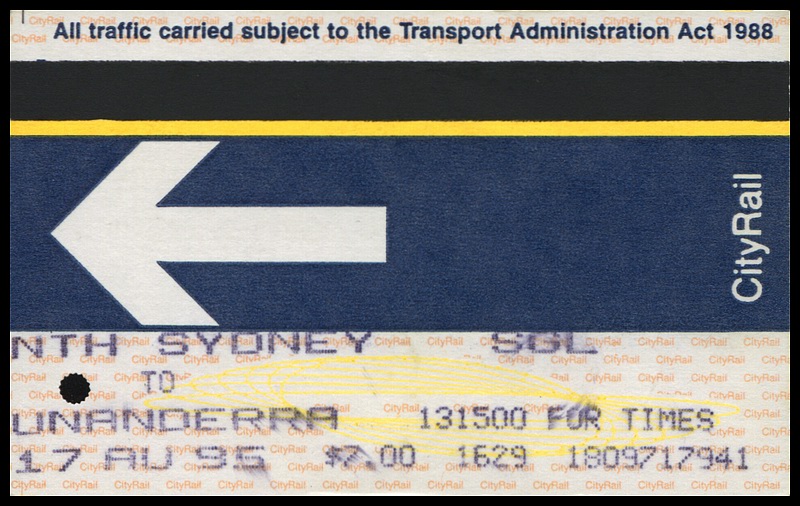 All traffic carried subject to the Transport Administration Act 1988
CityRail
NTH SYDNEY SGL
TO
UNANDERRA 131500 FOR TIMES
17 AU 95 $7.00 1629 1809717941